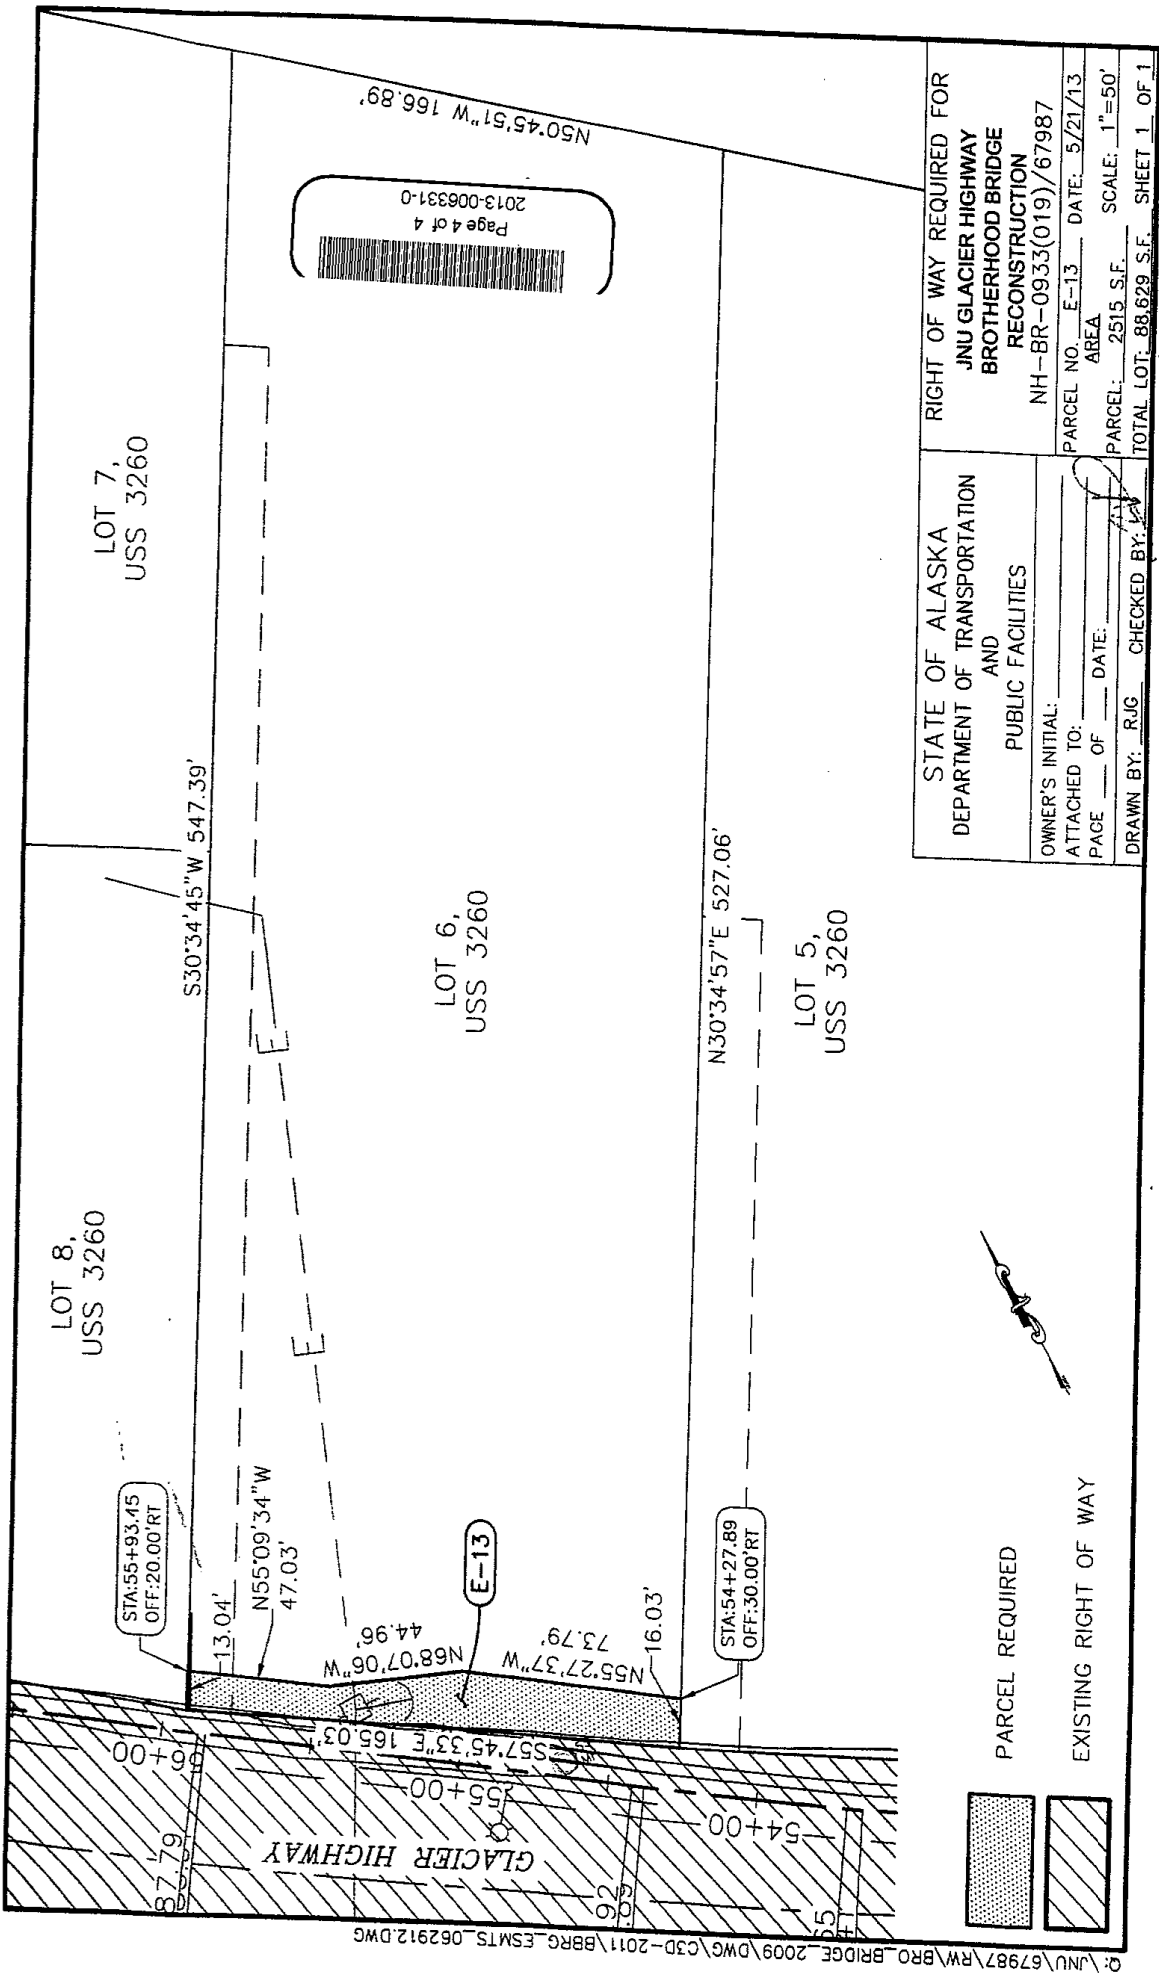 LOT 8,
USS 3260
LOT 7,
USS 3260
S30°34'45"W 547.39'
STA:55+93.45
OFF:20.00'RT
13.04'
N55°09'34"W
47.03'
N68°07'06"W
44.96'
E-13
N55°27'37"W
73.79'
16.03'
STA:54+27.89
OFF:30.00'RT
S57°45'33"E 165.03'
56+00
55+00
54+00
GLACIER HIGHWAY
87.79
.92
.69
E
E
LOT 6,
USS 3260
N30°34'57"E 527.06'
LOT 5,
USS 3260
N50°45'51"W 166.89'
Page 4 of 4
2013-006331-0
PARCEL REQUIRED
EXISTING RIGHT OF WAY
STATE OF ALASKA
DEPARTMENT OF TRANSPORTATION
AND
PUBLIC FACILITIES
OWNER'S INITIAL:
ATTACHED TO:
PAGE ___ OF ___ DATE:
DRAWN BY: RJG CHECKED BY:
RIGHT OF WAY REQUIRED FOR
JNU GLACIER HIGHWAY
BROTHERHOOD BRIDGE
RECONSTRUCTION
NH-BR-0933(019)/67987
PARCEL NO. E-13 DATE: 5/21/13
AREA
PARCEL: 2515 S.F. SCALE: 1"=50'
TOTAL LOT: 88,629 S.F. SHEET 1 OF 1
Q:\JNU\67987\RW\BRO_BRIDGE_2009\DWG\C3D-2011\BBRG_ESMTS_062912.DWG